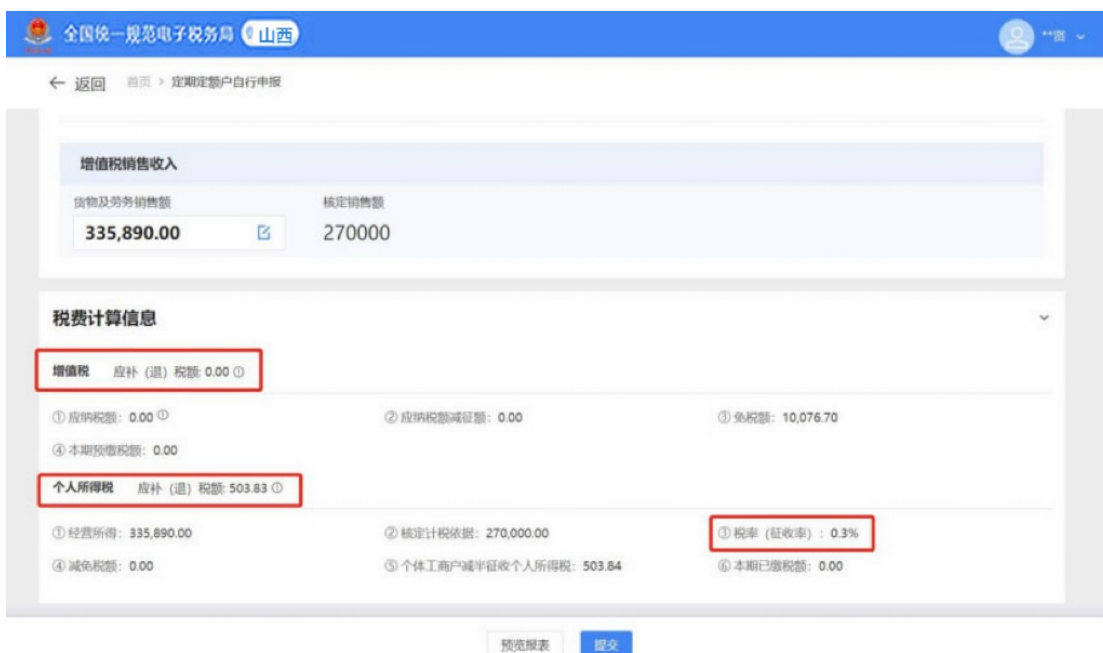 全国统一规范电子税务局 山西 **贤
← 返回 首页 > 定期定额户自行申报
增值税销售收入
货物及劳务销售额 核定销售额
335,890.00 270000
税费计算信息
增值税 应补（退）税额: 0.00
①应纳税额: 0.00 ②应纳税额减征额: 0.00 ③免税额: 10,076.70
④本期预缴税额: 0.00
个人所得税 应补（退）税额: 503.83
①经营所得: 335,890.00 ②核定计税依据: 270,000.00 ③税率（征收率）: 0.3%
④减免税额: 0.00 ⑤个体工商户减半征收个人所得税: 503.84 ⑥本期已缴税额: 0.00
预览报表 提交